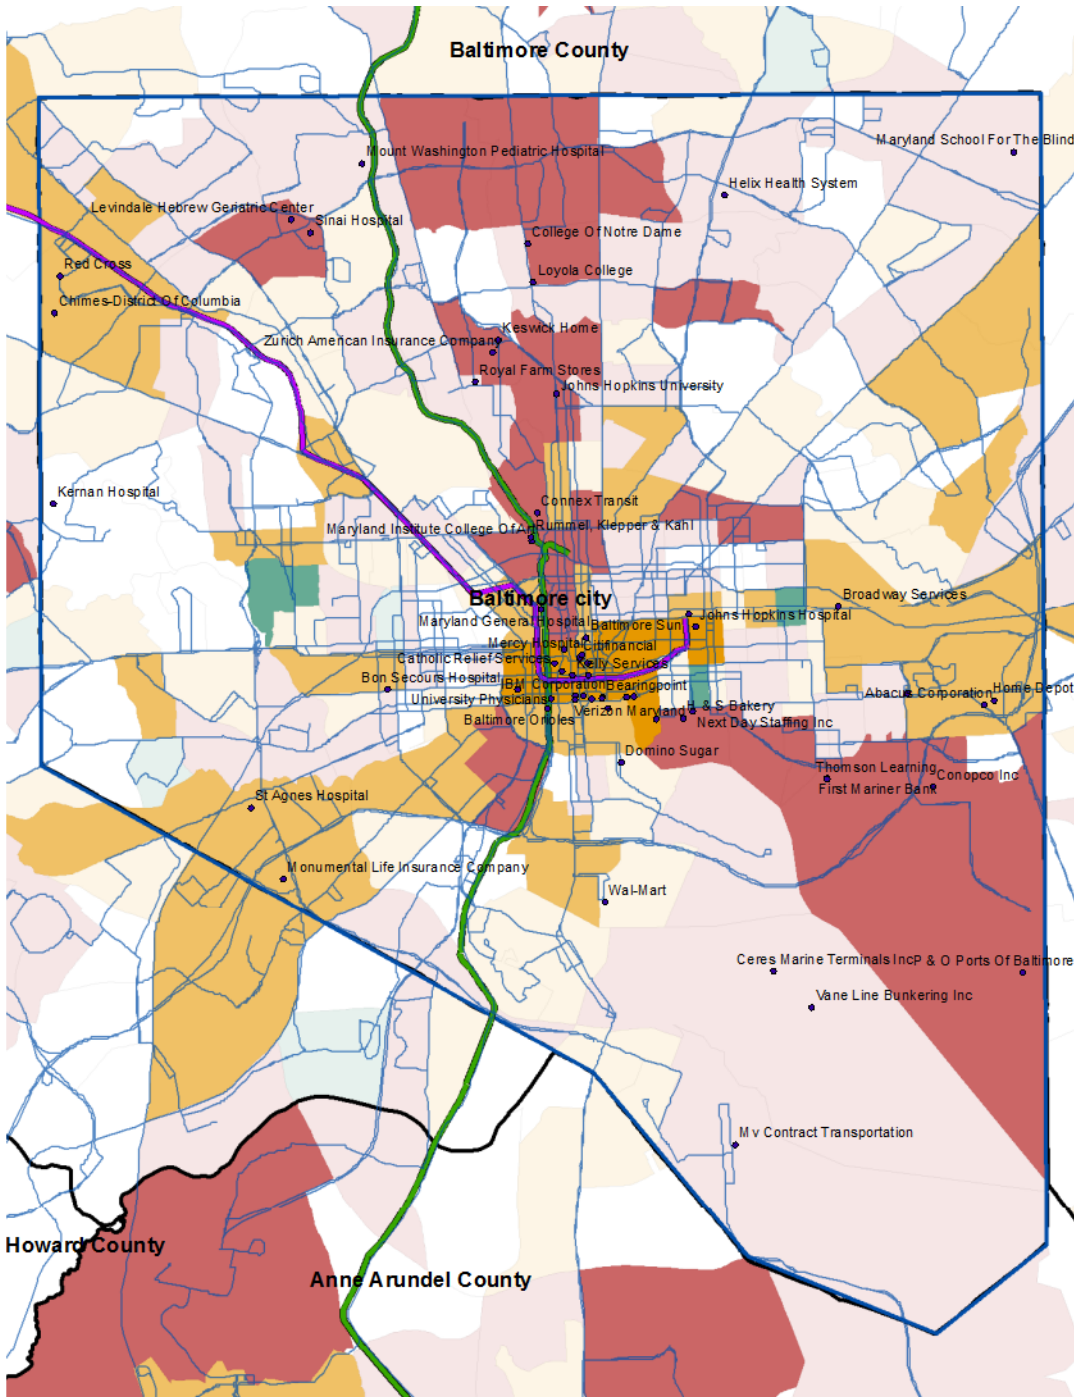 Baltimore County
Maryland School For The Blind
Mount Washington Pediatric Hospital
Helix Health System
Levindale Hebrew Geriatric Center
Sinai Hospital
College Of Notre Dame
Red Cross
Loyola College
Chimes-District Of Columbia
Keswick Home
Zurich American Insurance Company
Royal Farm Stores
Johns Hopkins University
Kernan Hospital
Connex Transit
Maryland Institute College Of Art
Rummel, Klepper & Kahl
Baltimore city
Broadway Services
Johns Hopkins Hospital
Maryland General Hospital
Baltimore Sun
Mercy Hospital
Citifinancial
Catholic Relief Services
Kelly Services
Bon Secours Hospital
IBM Corporation
Bearingpoint
Abacus Corporation
Home Depot
University Physicians
Verizon Maryland
H & S Bakery
Baltimore Orioles
Next Day Staffing Inc
Domino Sugar
Thomson Learning
Conopco Inc
First Mariner Bank
St Agnes Hospital
Monumental Life Insurance Company
Wal-Mart
Ceres Marine Terminals Inc
P & O Ports Of Baltimore
Vane Line Bunkering Inc
Mv Contract Transportation
Howard County
Anne Arundel County